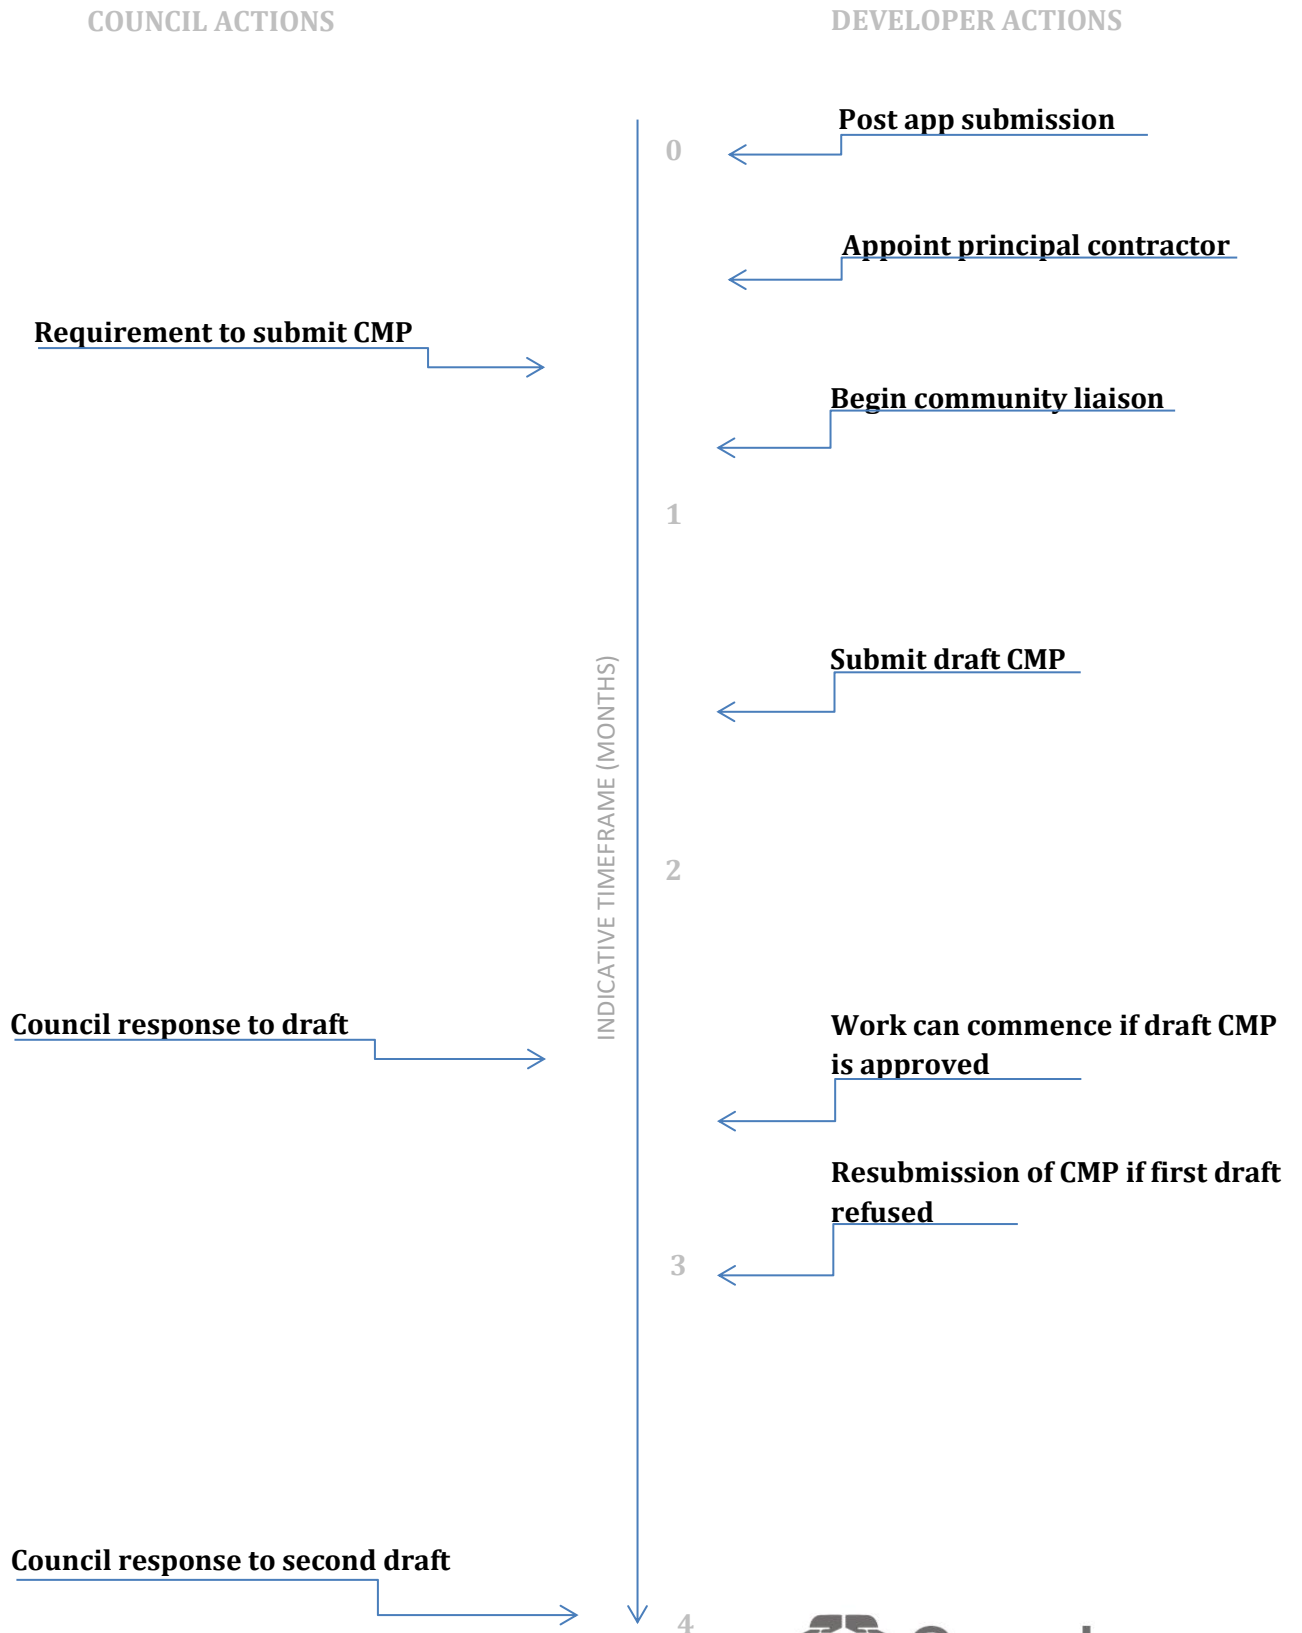 COUNCIL ACTIONS
DEVELOPER ACTIONS
Post app submission
0
Appoint principal contractor
Requirement to submit CMP
Begin community liaison
1
Submit draft CMP
INDICATIVE TIMEFRAME (MONTHS)
2
Council response to draft
Work can commence if draft CMP
is approved
Resubmission of CMP if first draft
refused
3
Council response to second draft
4